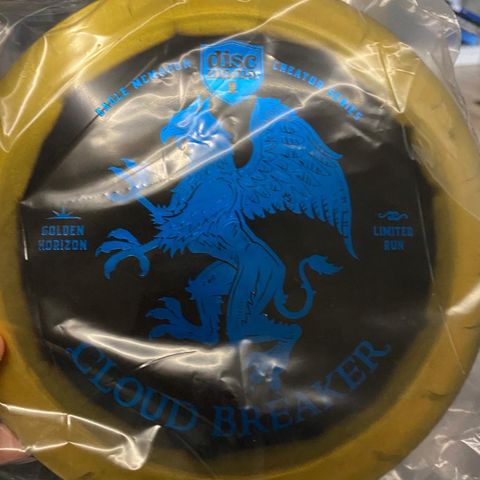 disc
EAGLE MCMAHON
CREATOR SERIES
GOLDEN
HORIZON
LIMITED
RUN
CLOUD BREAKER